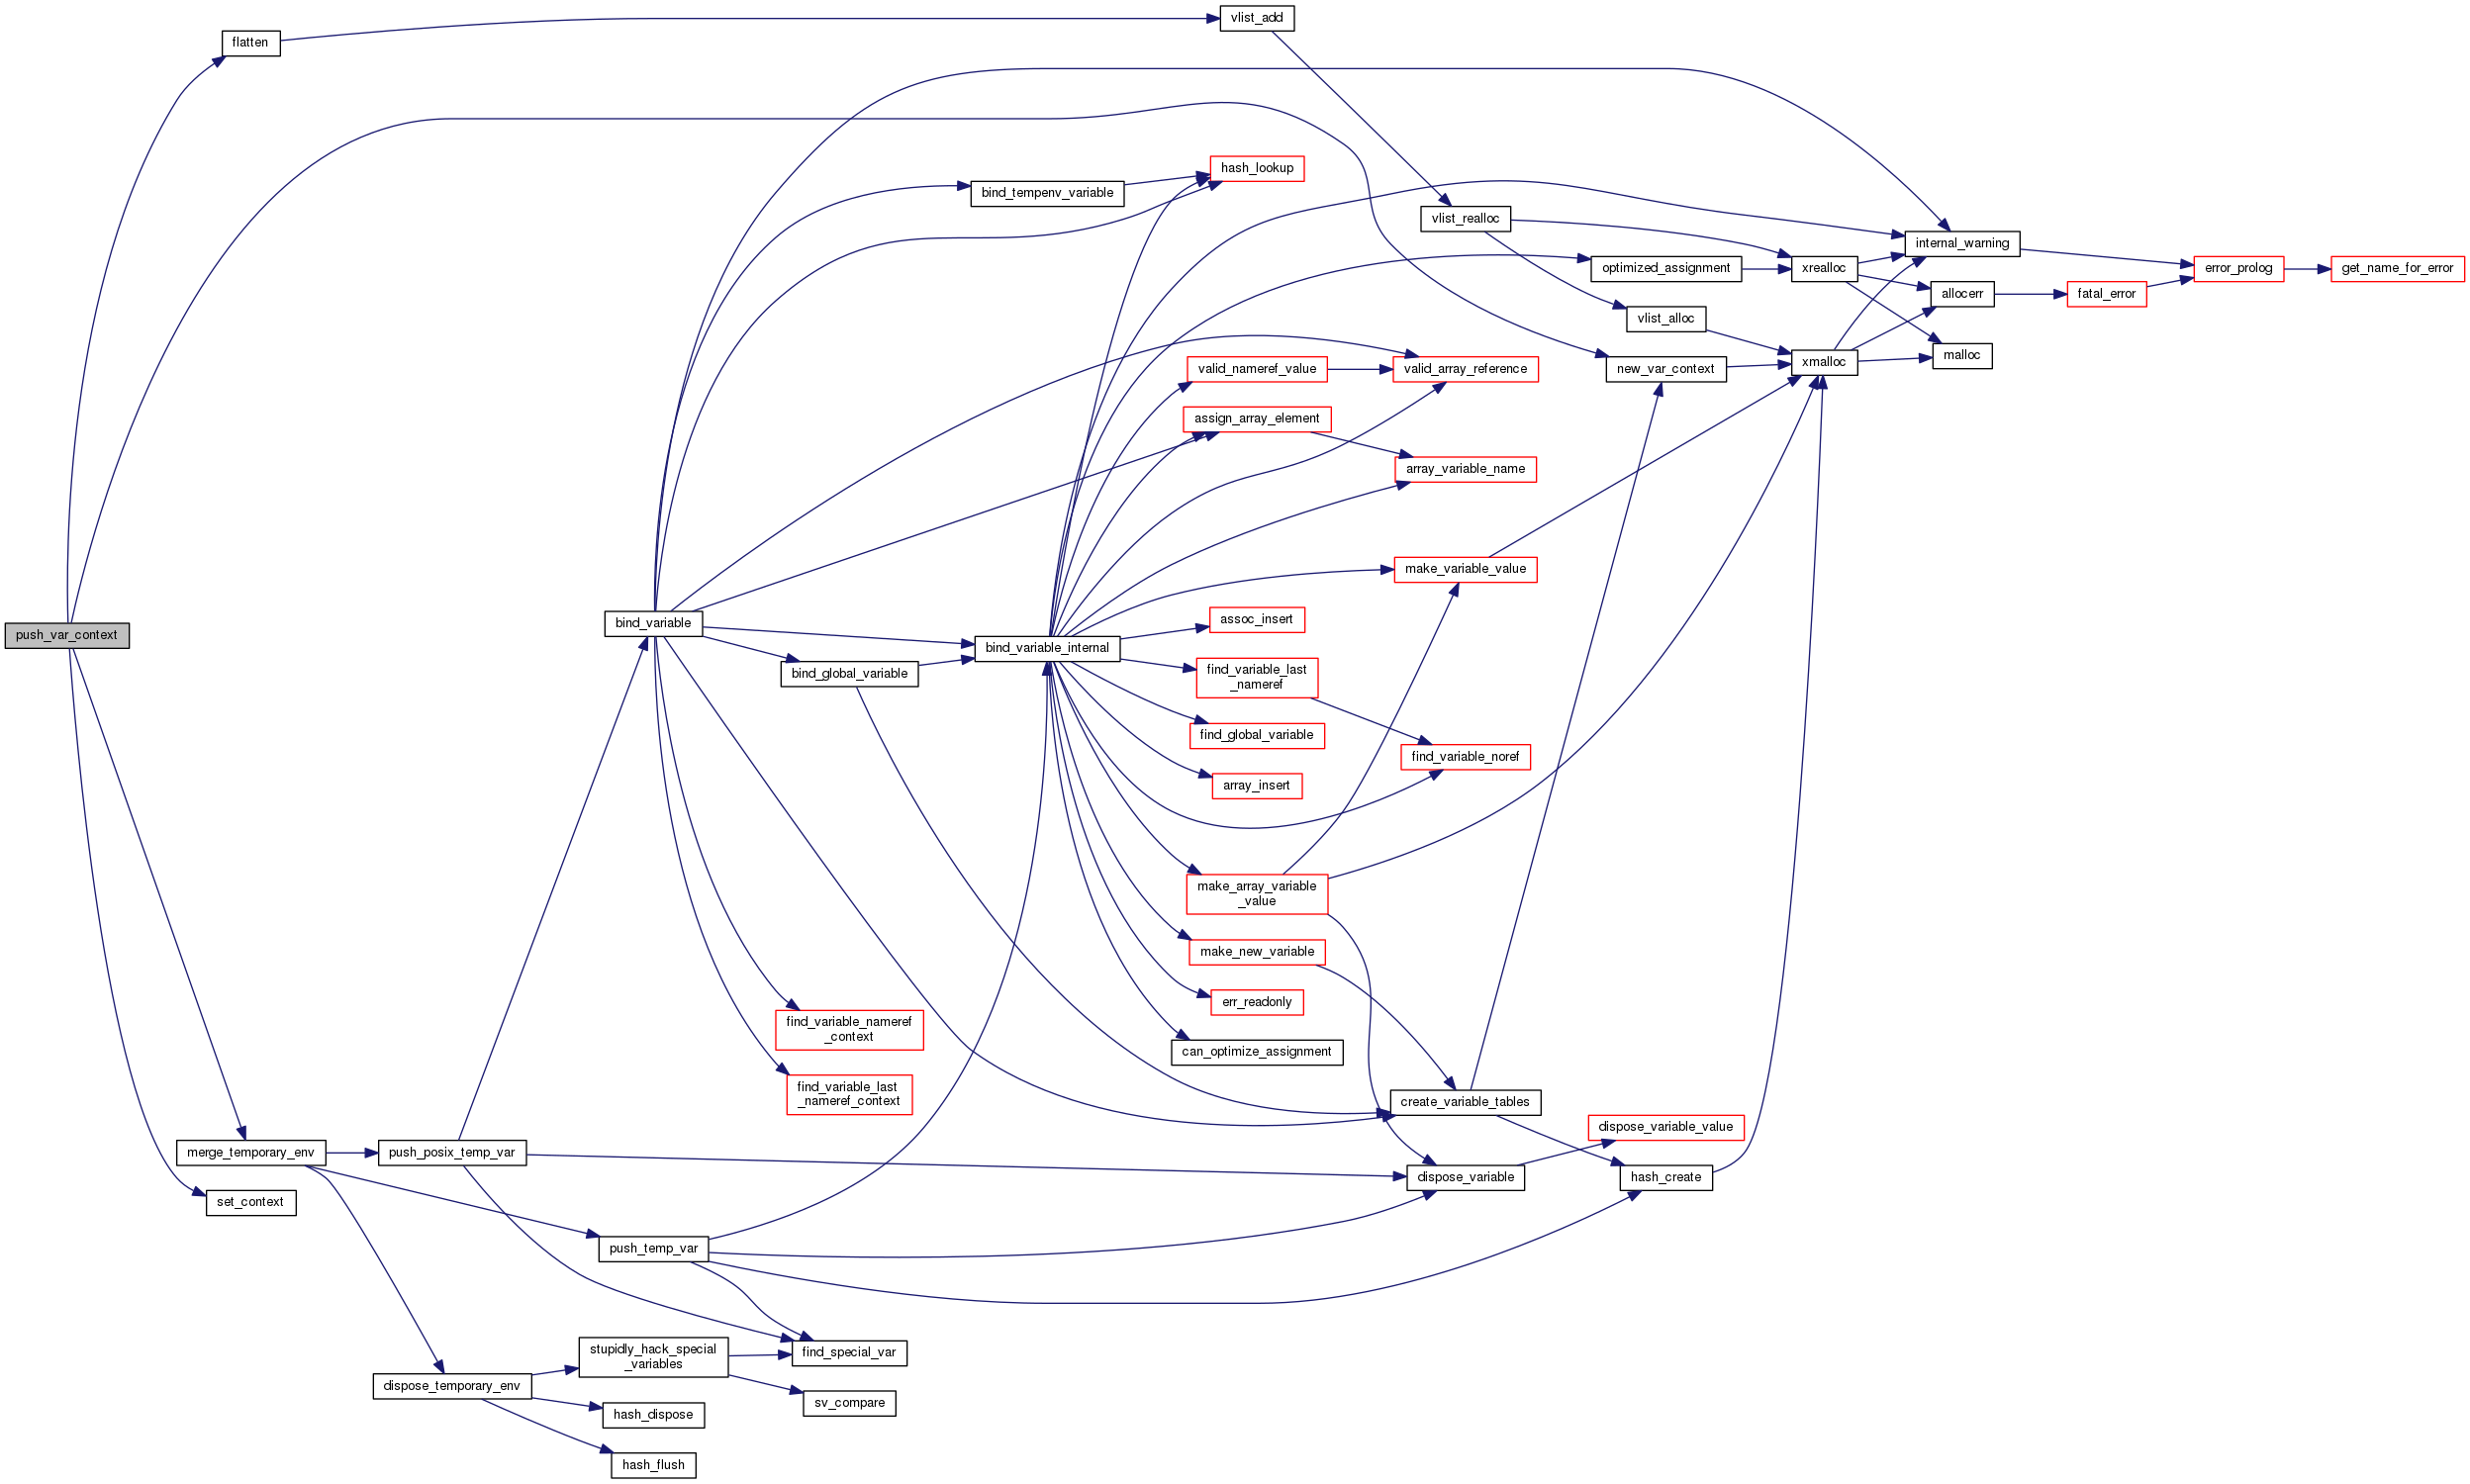 vlist_add
flatten
hash_lookup
bind_tempenv_variable
vlist_realloc
internal_warning
optimized_assignment
xrealloc
error_prolog
get_name_for_error
allocerr
fatal_error
vlist_alloc
malloc
xmalloc
valid_nameref_value
valid_array_reference
new_var_context
assign_array_element
array_variable_name
make_variable_value
assoc_insert
bind_variable
push_var_context
bind_variable_internal
bind_global_variable
find_variable_last
_nameref
find_global_variable
find_variable_noref
array_insert
make_array_variable
_value
make_new_variable
err_readonly
find_variable_nameref
_context
can_optimize_assignment
find_variable_last
_nameref_context
create_variable_tables
dispose_variable_value
merge_temporary_env
push_posix_temp_var
dispose_variable
hash_create
set_context
push_temp_var
stupidly_hack_special
_variables
find_special_var
dispose_temporary_env
sv_compare
hash_dispose
hash_flush